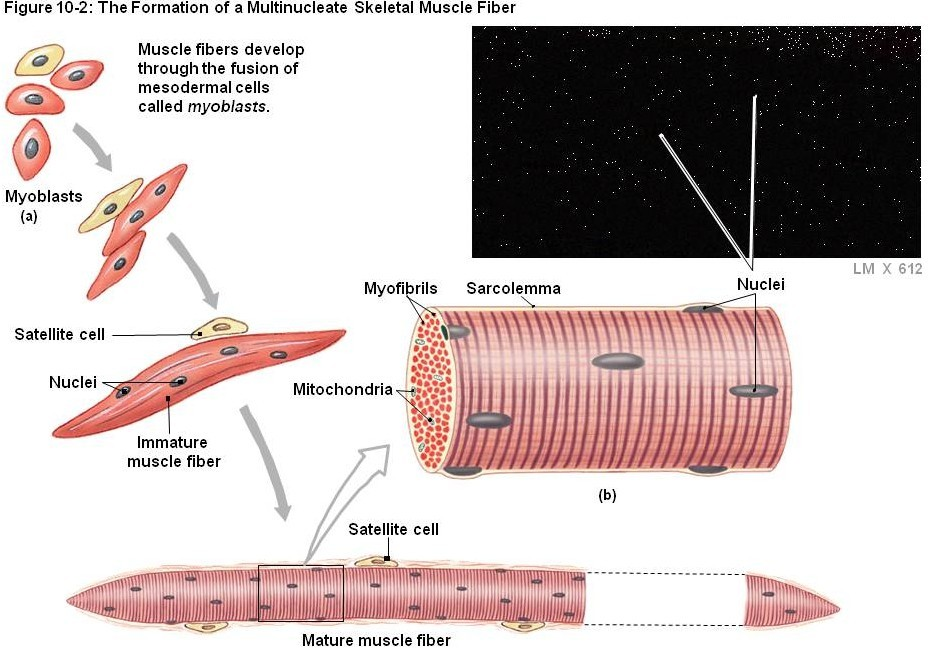 Figure 10-2: The Formation of a Multinucleate Skeletal Muscle Fiber
Muscle fibers develop
through the fusion of
mesodermal cells
called myoblasts.
Myoblasts
(a)
LM X 612
Nuclei
Myofibrils
Sarcolemma
Satellite cell
Nuclei
Mitochondria
Immature
muscle fiber
(b)
Satellite cell
Mature muscle fiber